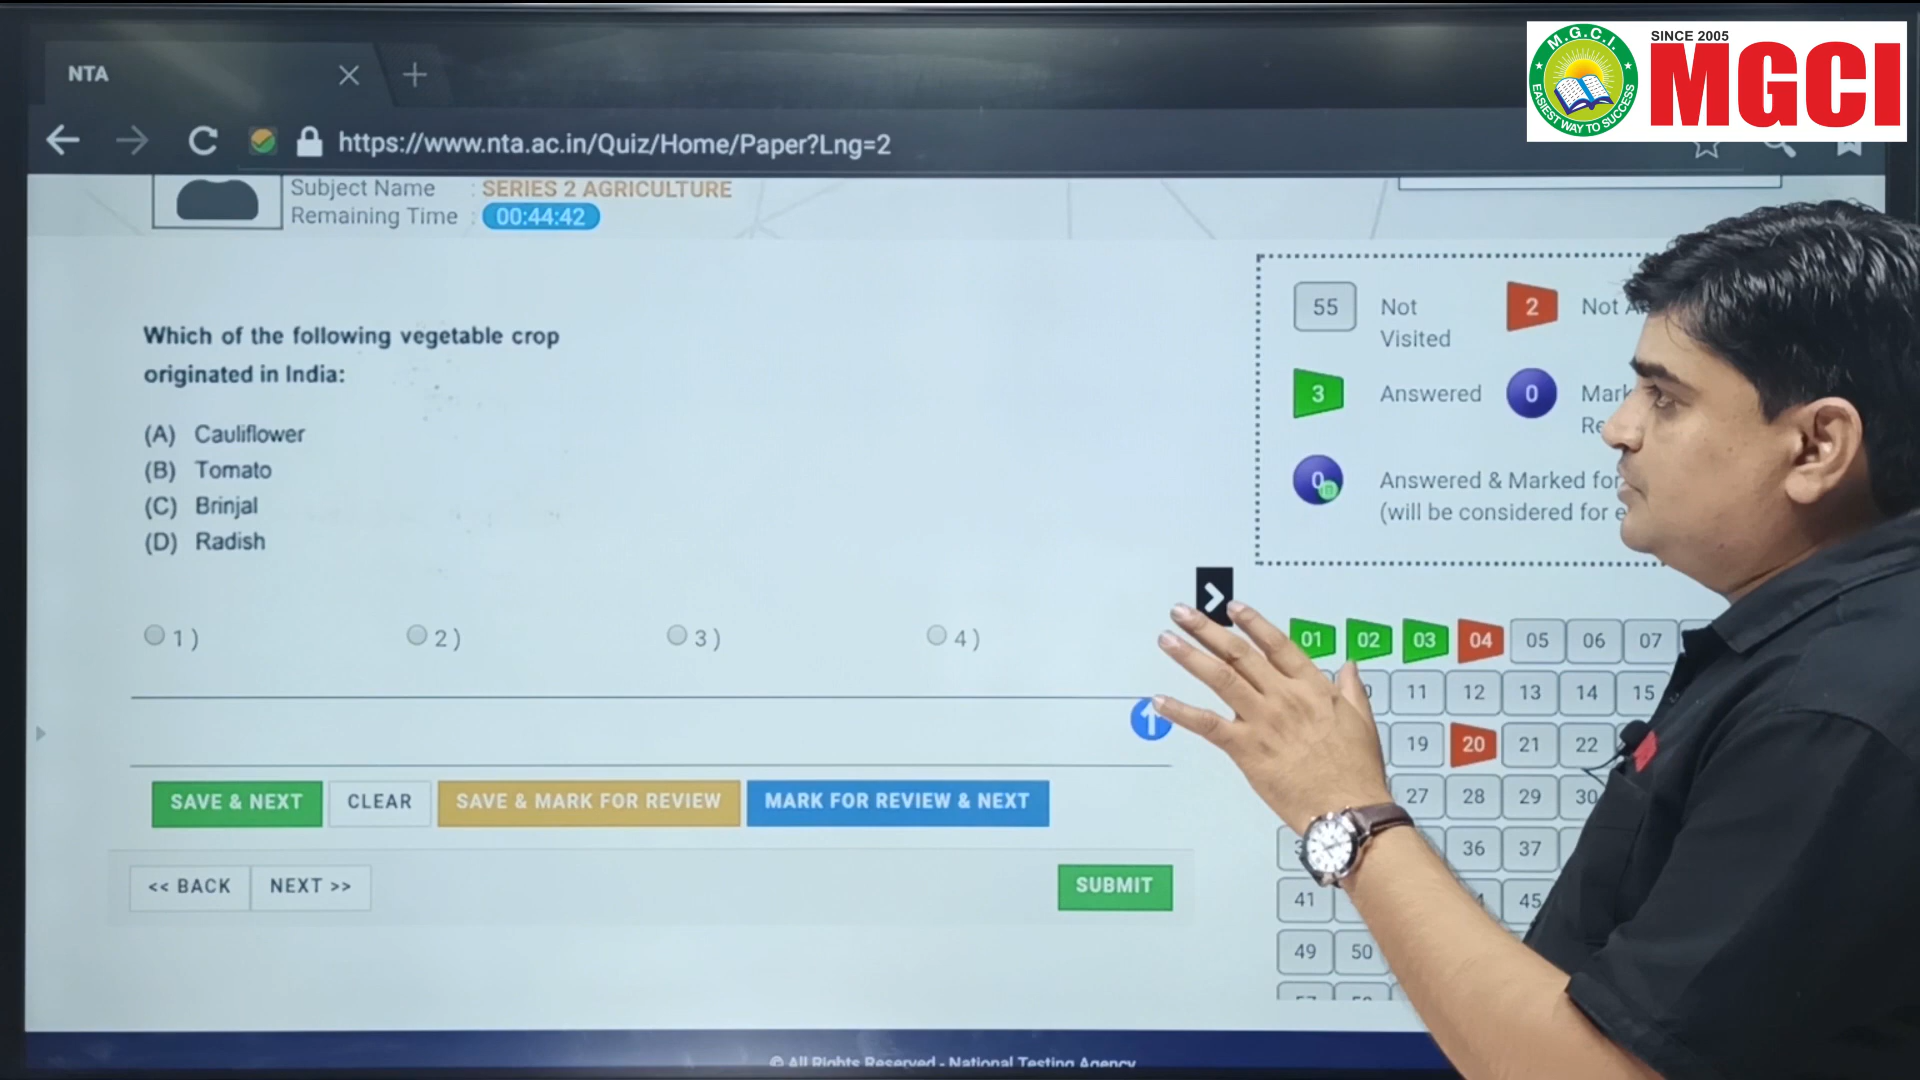 NTA
https://www.nta.ac.in/Quiz/Home/Paper?Lng=2
M.G.C.I.
EASIEST WAY TO SUCCESS
SINCE 2005
MGCI
Subject Name : SERIES 2 AGRICULTURE
Remaining Time : 00:44:42
Which of the following vegetable crop
originated in India:
(A) Cauliflower
(B) Tomato
(C) Brinjal
(D) Radish
1 )
2 )
3 )
4 )
SAVE & NEXT
CLEAR
SAVE & MARK FOR REVIEW
MARK FOR REVIEW & NEXT
<< BACK
NEXT >>
SUBMIT
55 Not Visited
2 Not
3 Answered
0 Mark
0 Answered & Marked for
(will be considered for
01 02 03 04 05 06 07
11 12 13 14 15
19 20 21 22
27 28 29 30
36 37
41 45
49 50
© All Rights Reserved - National Testing Agency